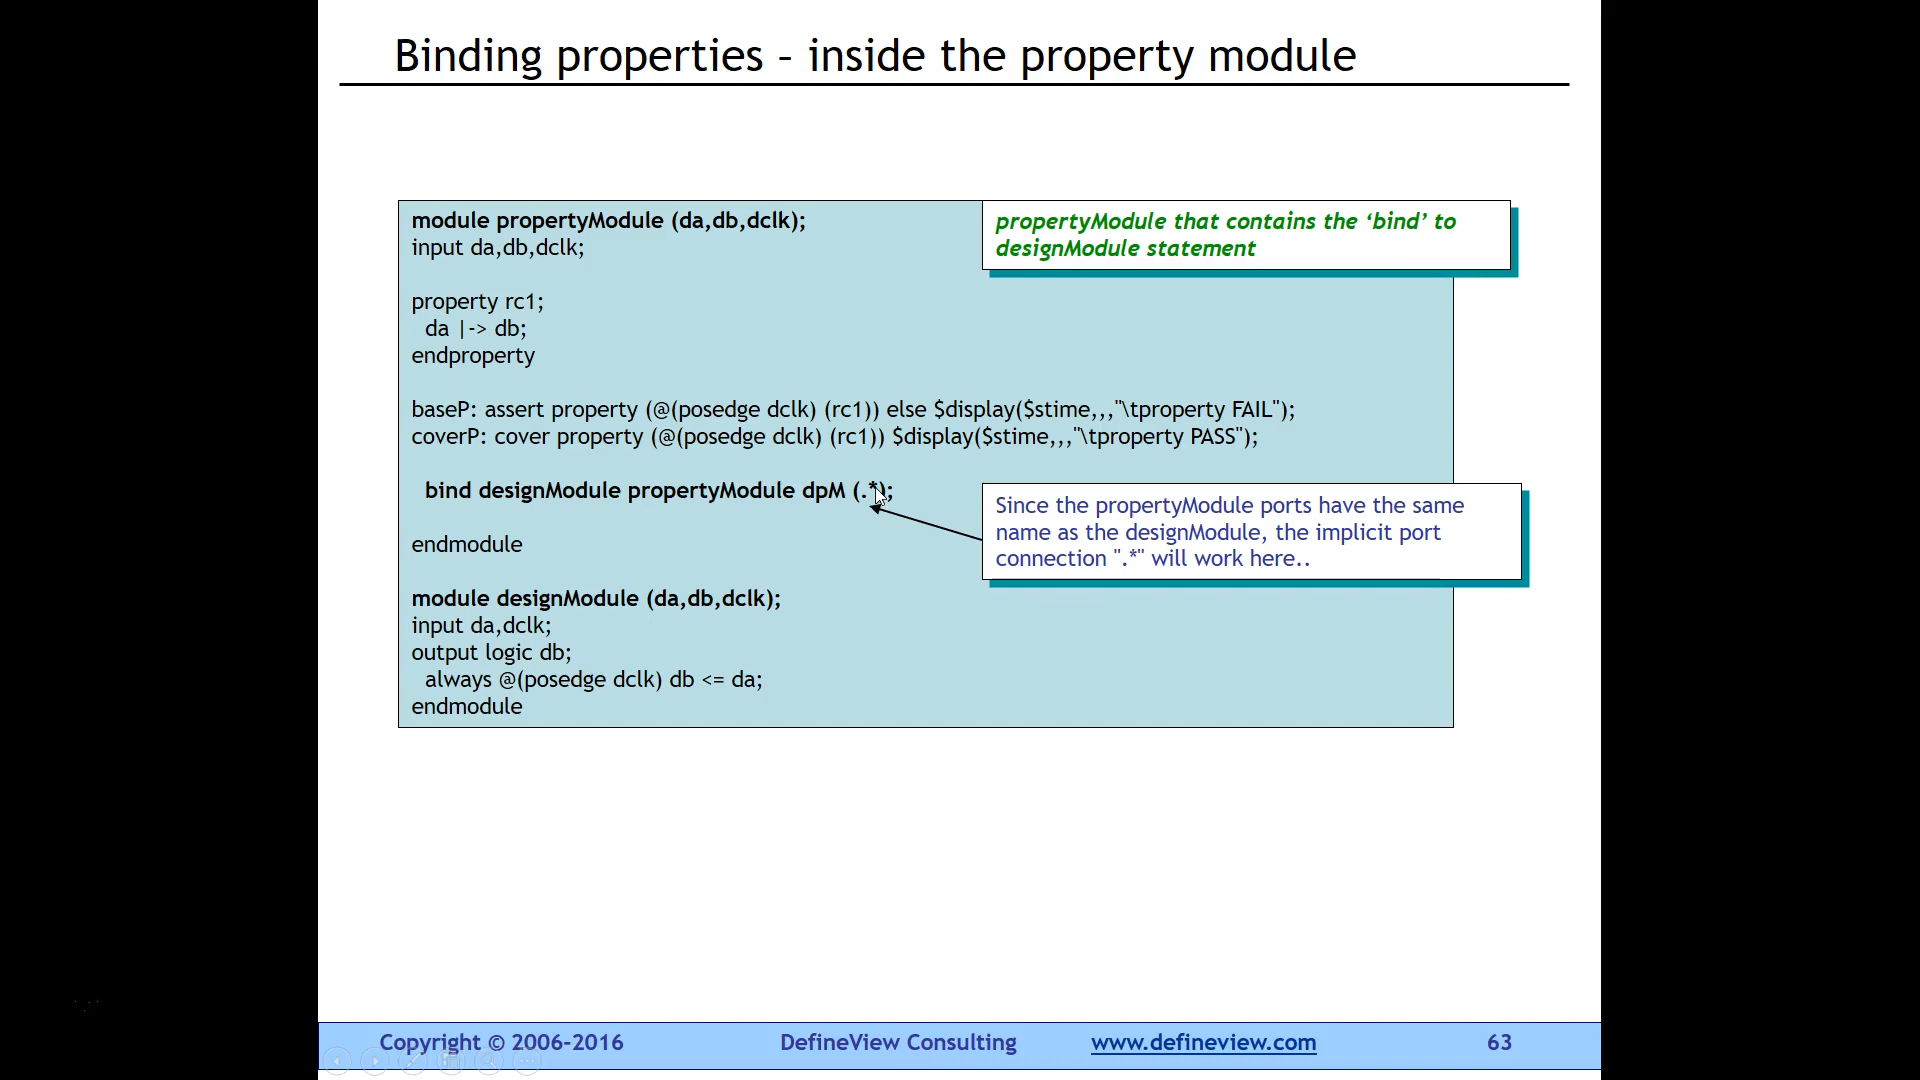 Binding properties – inside the property module
module propertyModule (da,db,dclk);
input da,db,dclk;
propertyModule that contains the ‘bind’ to
designModule statement
property rc1;
da |-> db;
endproperty
baseP: assert property (@(posedge dclk) (rc1)) else $display($stime,,,"\tproperty FAIL");
coverP: cover property (@(posedge dclk) (rc1)) $display($stime,,,"\tproperty PASS");
bind designModule propertyModule dpM (.*);
Since the propertyModule ports have the same
name as the designModule, the implicit port
connection ".*" will work here..
endmodule
module designModule (da,db,dclk);
input da,dclk;
output logic db;
always @(posedge dclk) db <= da;
endmodule
Copyright © 2006-2016 DefineView Consulting www.defineview.com 63